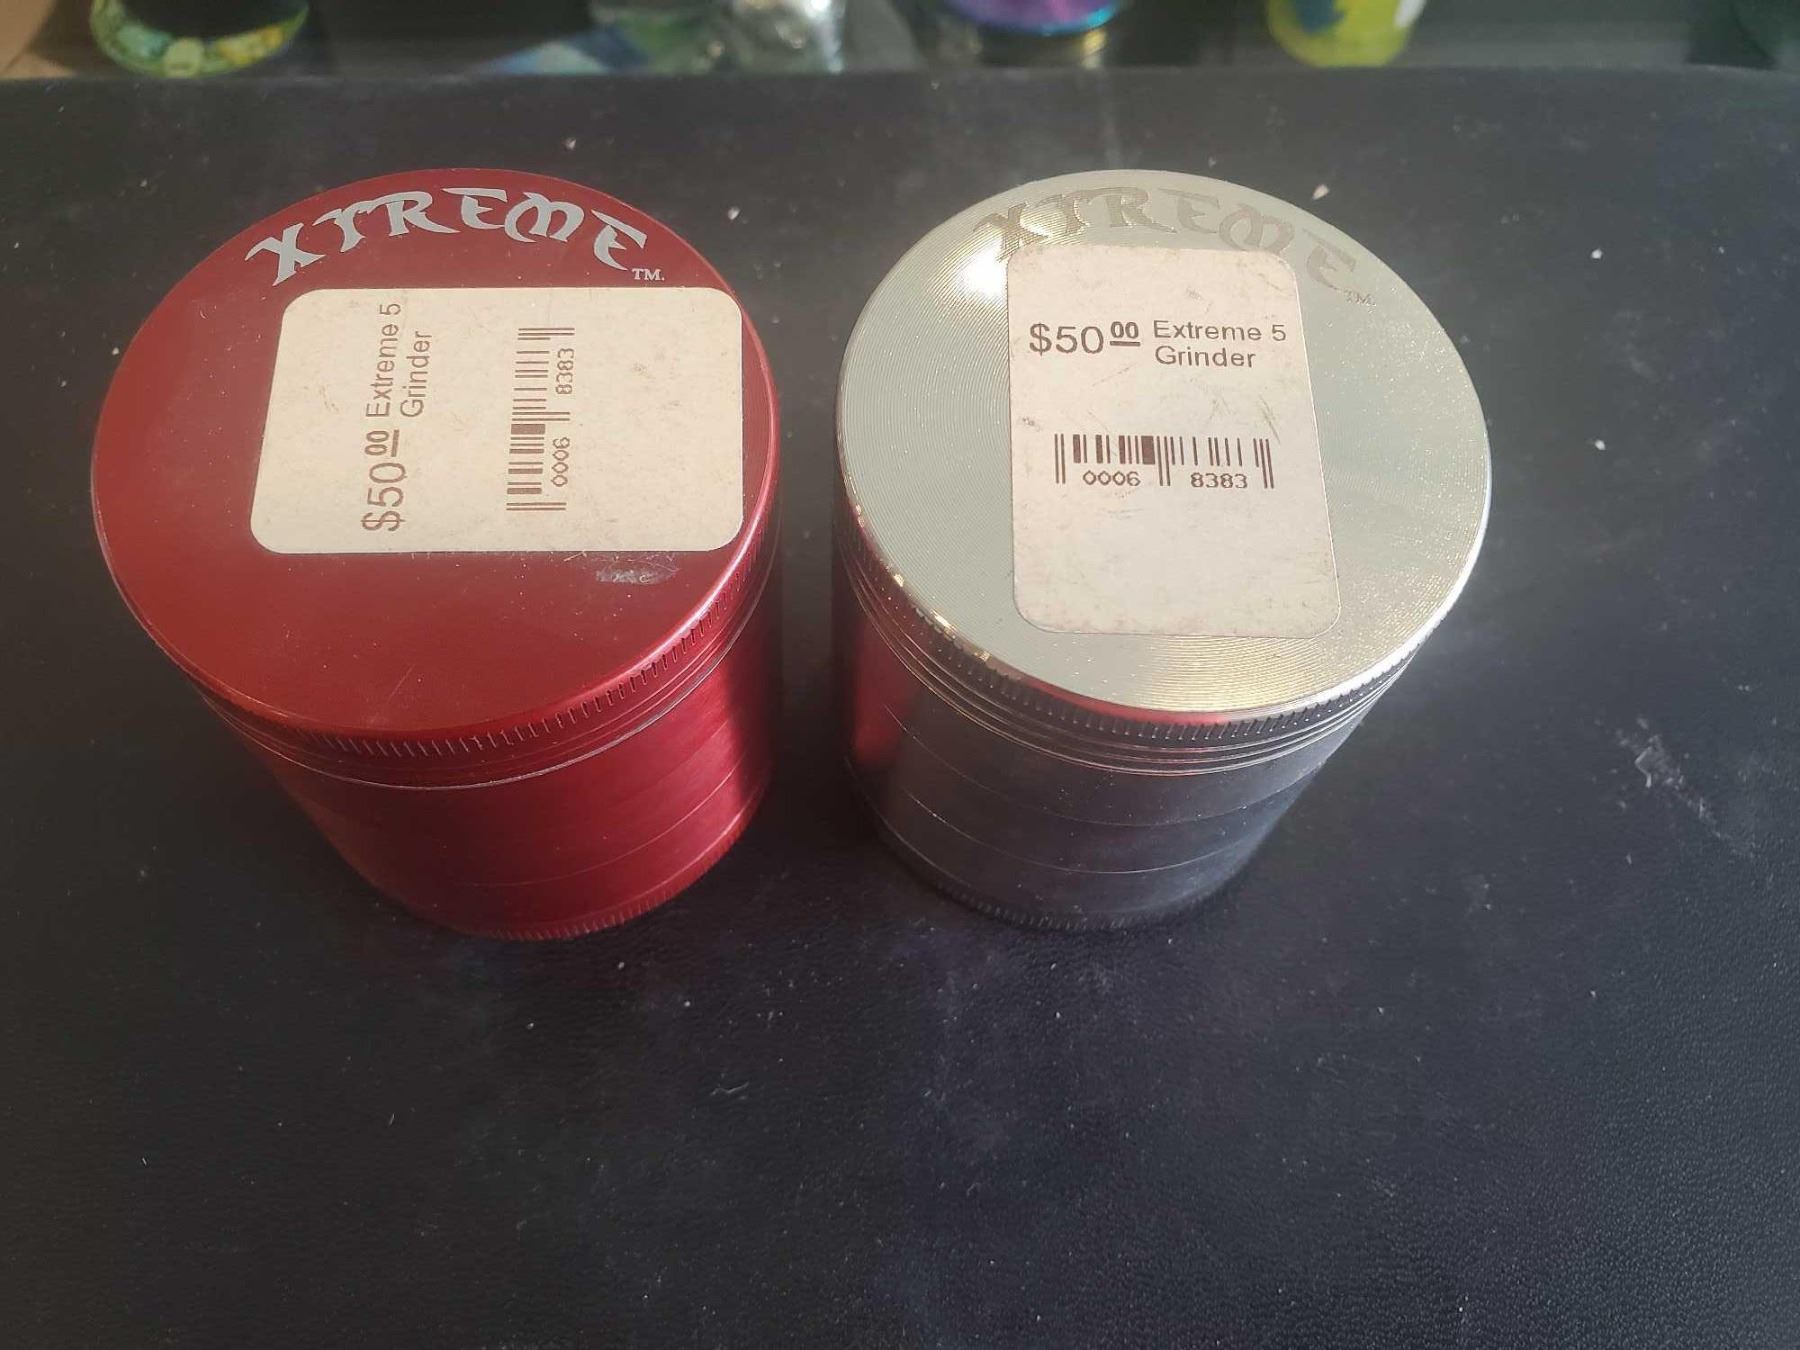 XTREME
TM.
$50.00 Extreme 5
Grinder
0006 8383
XTREME
TM.
$50.00 Extreme 5
Grinder
0006 8383